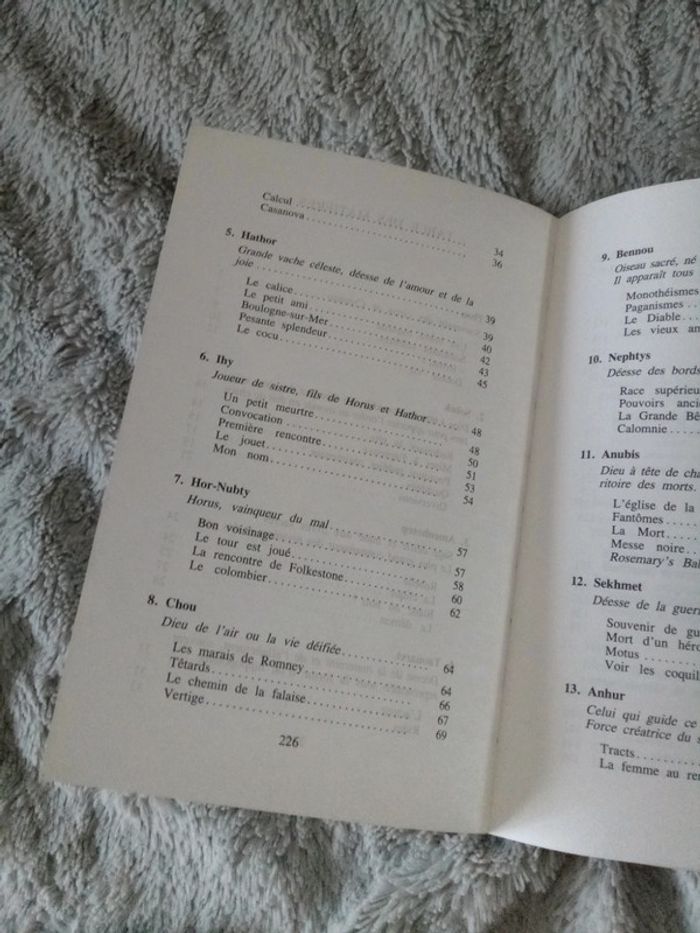 Calcul .......... 34
Casanova .......... 36
5. Hathor
Grande vache céleste, déesse de l'amour et de la
joie .......... 39
Le calice .......... 39
Le petit ami .......... 40
Boulogne-sur-Mer .......... 42
Pesante splendeur .......... 43
Le cocu .......... 45
6. Ihy
Joueur de sistre, fils de Horus et Hathor .......... 48
Un petit meurtre .......... 48
Convocation .......... 50
Première rencontre .......... 51
Le jouet .......... 53
Mon nom .......... 54
7. Hor-Nubty
Horus, vainqueur du mal .......... 57
Bon voisinage .......... 57
Le tour est joué .......... 58
La rencontre de Folkestone .......... 60
Le colombier .......... 62
8. Chou
Dieu de l'air ou la vie déifiée .......... 64
Les marais de Romney .......... 64
Têtards .......... 66
Le chemin de la falaise .......... 67
Vertige .......... 69
226
9. Bennou
Oiseau sacré, né
Il apparaît tous
Monothéismes
Paganismes
Le Diable
Les vieux
10. Nephtys
Déesse des bords
Race supérieu
Pouvoirs anci
La Grande Bê
Calomnie
11. Anubis
Dieu à tête de cha
ritoire des morts.
L'église de la
Fantômes
La Mort
Messe noire
Rosemary's Bab
12. Sekhmet
Déesse de la guerr
Souvenir de gu
Mort d'un héro
Motus
Voir les coquil
13. Anhur
Celui qui guide ce
Force créatrice du s
Tracts
La femme au ren